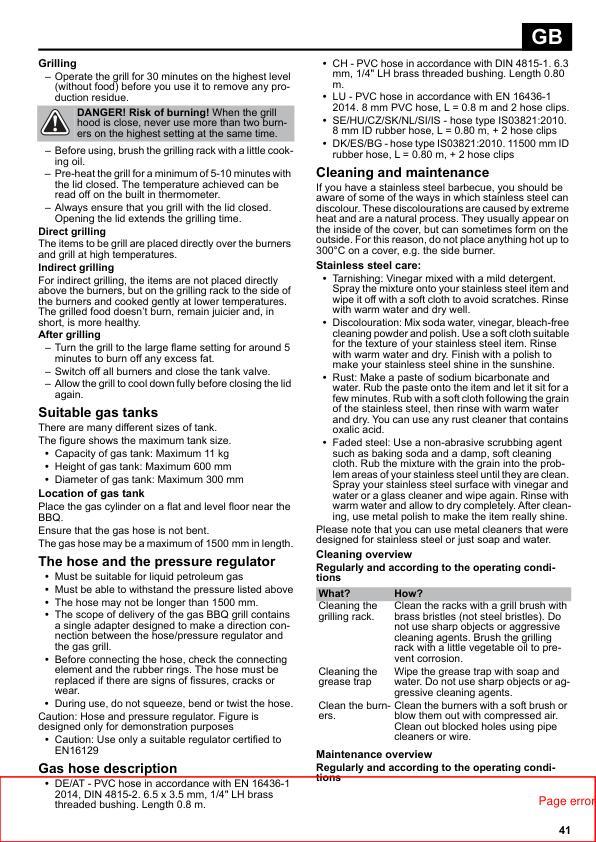 GB
Grilling
– Operate the grill for 30 minutes on the highest level
(without food) before you use it to remove any pro-
duction residue.
DANGER! Risk of burning! When the grill
hood is close, never use more than two burn-
ers on the highest setting at the same time.
– Before using, brush the grilling rack with a little cook-
ing oil.
– Pre-heat the grill for a minimum of 5-10 minutes with
the lid closed. The temperature achieved can be
read off on the built in thermometer.
– Always ensure that you grill with the lid closed.
Opening the lid extends the grilling time.
Direct grilling
The items to be grill are placed directly over the burners
and grill at high temperatures.
Indirect grilling
For indirect grilling, the items are not placed directly
above the burners, but on the grilling rack to the side of
the burners and cooked gently at lower temperatures.
The grilled food doesn't burn, remain juicier and, in
short, is more healthy.
After grilling
– Turn the grill to the large flame setting for around 5
minutes to burn off any excess fat.
– Switch off all burners and close the tank valve.
– Allow the grill to cool down fully before closing the lid
again.
Suitable gas tanks
There are many different sizes of tank.
The figure shows the maximum tank size.
• Capacity of gas tank: Maximum 11 kg
• Height of gas tank: Maximum 600 mm
• Diameter of gas tank: Maximum 300 mm
Location of gas tank
Place the gas cylinder on a flat and level floor near the
BBQ.
Ensure that the gas hose is not bent.
The gas hose may be a maximum of 1500 mm in length.
The hose and the pressure regulator
• Must be suitable for liquid petroleum gas
• Must be able to withstand the pressure listed above
• The hose may not be longer than 1500 mm.
• The scope of delivery of the gas BBQ grill contains
a single adapter designed to make a direction con-
nection between the hose/pressure regulator and
the gas grill.
• Before connecting the hose, check the connecting
element and the rubber rings. The hose must be
replaced if there are signs of fissures, cracks or
wear.
• During use, do not squeeze, bend or twist the hose.
Caution: Hose and pressure regulator. Figure is
designed only for demonstration purposes
• Caution: Use only a suitable regulator certified to
EN16129
Gas hose description
• DE/AT - PVC hose in accordance with EN 16436-1
2014, DIN 4815-2. 6.5 x 3.5 mm, 1/4" LH brass
threaded bushing. Length 0.8 m.
• CH - PVC hose in accordance with DIN 4815-1. 6.3
mm, 1/4" LH brass threaded bushing. Length 0.80
m.
• LU - PVC hose in accordance with EN 16436-1
2014. 8 mm PVC hose, L = 0.8 m and 2 hose clips.
• SE/HU/CZ/SK/NL/SI/IS - hose type IS03821:2010.
8 mm ID rubber hose, L = 0.80 m, + 2 hose clips
• DK/ES/BG - hose type IS03821:2010. 11500 mm ID
rubber hose, L = 0.80 m, + 2 hose clips
Cleaning and maintenance
If you have a stainless steel barbecue, you should be
aware of some of the ways in which stainless steel can
discolour. These discolourations are caused by extreme
heat and are a natural process. They usually appear on
the inside of the cover, but can sometimes form on the
outside. For this reason, do not place anything hot up to
300°C on a cover, e.g. the side burner.
Stainless steel care:
• Tarnishing: Vinegar mixed with a mild detergent.
Spray the mixture onto your stainless steel item and
wipe it off with a soft cloth to avoid scratches. Rinse
with warm water and dry well.
• Discolouration: Mix soda water, vinegar, bleach-free
cleaning powder and polish. Use a soft cloth suitable
for the texture of your stainless steel item. Rinse
with warm water and dry. Finish with a polish to
make your stainless steel shine in the sunshine.
• Rust: Make a paste of sodium bicarbonate and
water. Rub the paste onto the item and let it sit for a
few minutes. Rub with a soft cloth following the grain
of the stainless steel, then rinse with warm water
and dry. You can use any rust cleaner that contains
oxalic acid.
• Faded steel: Use a non-abrasive scrubbing agent
such as baking soda and a damp, soft cleaning
cloth. Rub the mixture with the grain into the prob-
lem areas of your stainless steel until they are clean.
Spray your stainless steel surface with vinegar and
water or a glass cleaner and wipe again. Rinse with
warm water and allow to dry completely. After clean-
ing, use metal polish to make the item really shine.
Please note that you can use metal cleaners that were
designed for stainless steel or just soap and water.
Cleaning overview
Regularly and according to the operating condi-
tions
What? How?
Cleaning the Clean the racks with a grill brush with
grilling rack. brass bristles (not steel bristles). Do
not use sharp objects or aggressive
cleaning agents. Brush the grilling
rack with a little vegetable oil to pre-
vent corrosion.
Cleaning the Wipe the grease trap with soap and
grease trap water. Do not use sharp objects or ag-
gressive cleaning agents.
Clean the burn- Clean the burners with a soft brush or
ers. blow them out with compressed air.
Clean out blocked holes using pipe
cleaners or wire.
Maintenance overview
Regularly and according to the operating condi-
tions
Page error
41